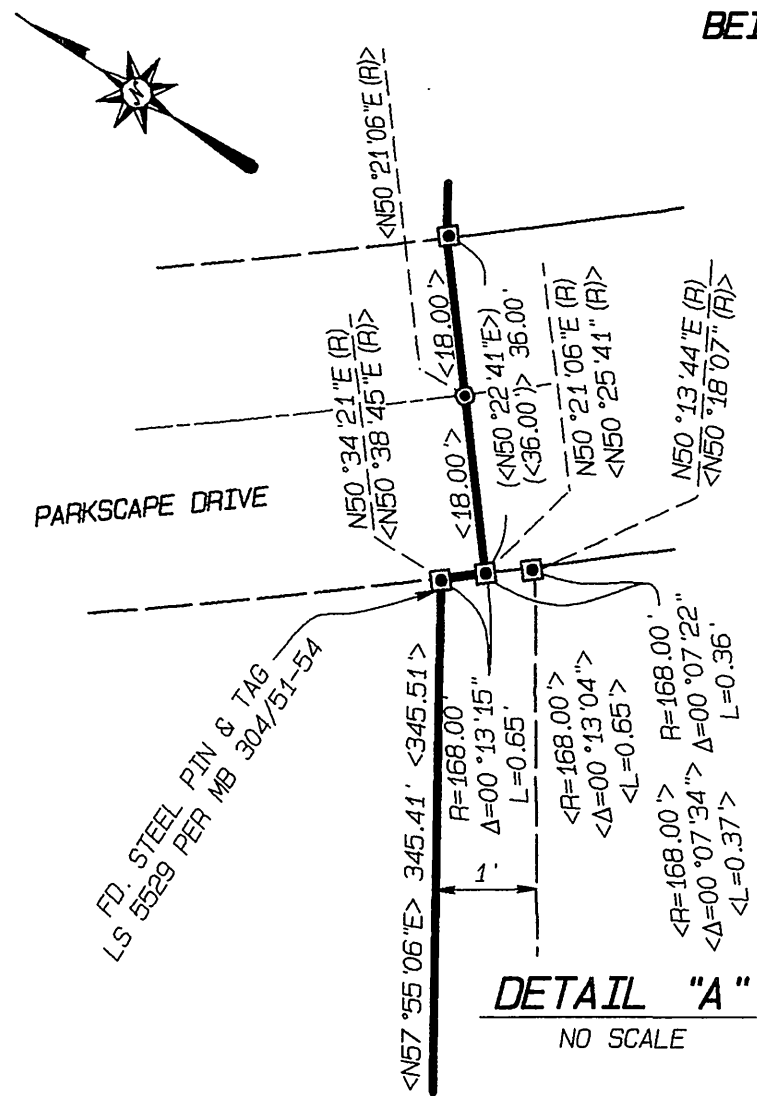 BEI
N
<N50°21'06"E (R)>
<18.00'>
<18.00'>
(<N50°22'41"E>)
(<36.00'>) 36.00'
N50°34'21"E (R)
<N50°38'45"E (R)>
N50°21'06"E (R)
<N50°25'41" (R)>
N50°13'44"E (R)
<N50°18'07" (R)>
PARKSCAPE DRIVE
FD. STEEL PIN & TAG
LS 5529 PER MB 304/51-54
<N57°55'06"E> 345.41' <345.51'>
R=168.00'
Δ=00°13'15"
L=0.65'
<R=168.00'>
<Δ=00°13'04">
<L=0.65'>
R=168.00'
Δ=00°07'22"
L=0.36'
<R=168.00'>
<Δ=00°07'34">
<L=0.37'>
1'
DETAIL "A"
NO SCALE